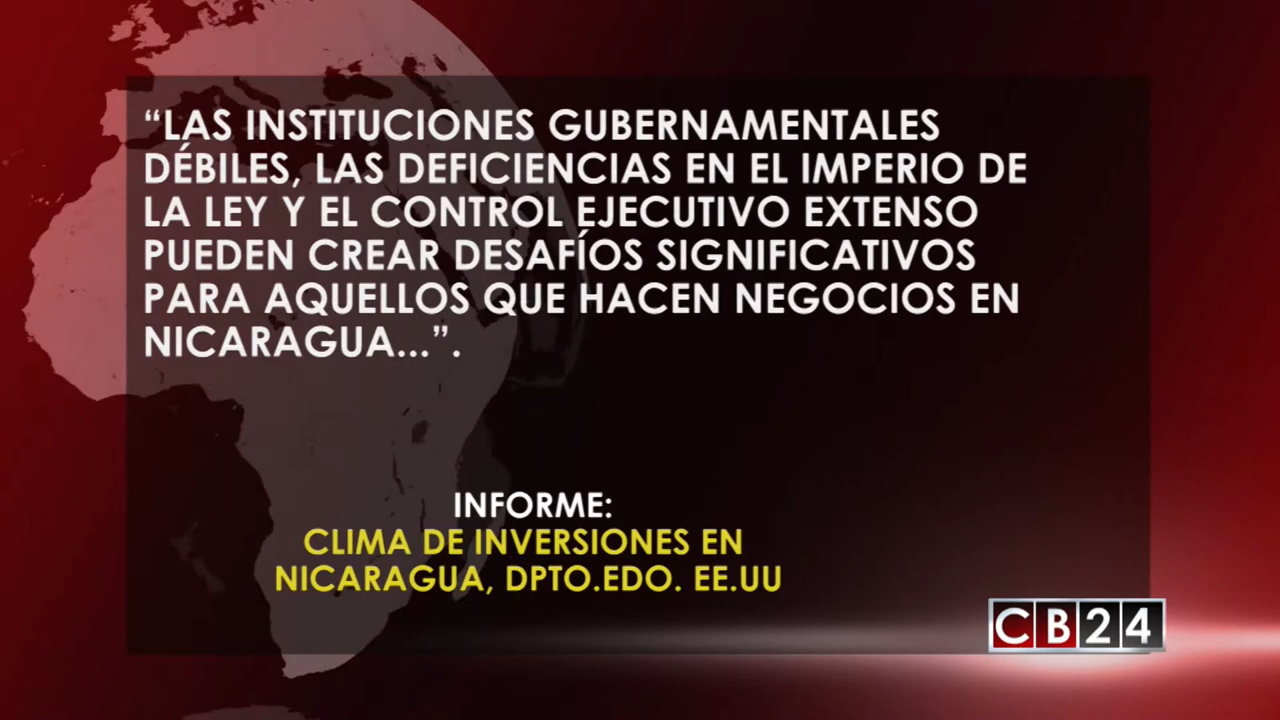 “LAS INSTITUCIONES GUBERNAMENTALES
DÉBILES, LAS DEFICIENCIAS EN EL IMPERIO DE
LA LEY Y EL CONTROL EJECUTIVO EXTENSO
PUEDEN CREAR DESAFÍOS SIGNIFICATIVOS
PARA AQUELLOS QUE HACEN NEGOCIOS EN
NICARAGUA...”.
INFORME:
CLIMA DE INVERSIONES EN
NICARAGUA, DPTO.EDO. EE.UU
CB24